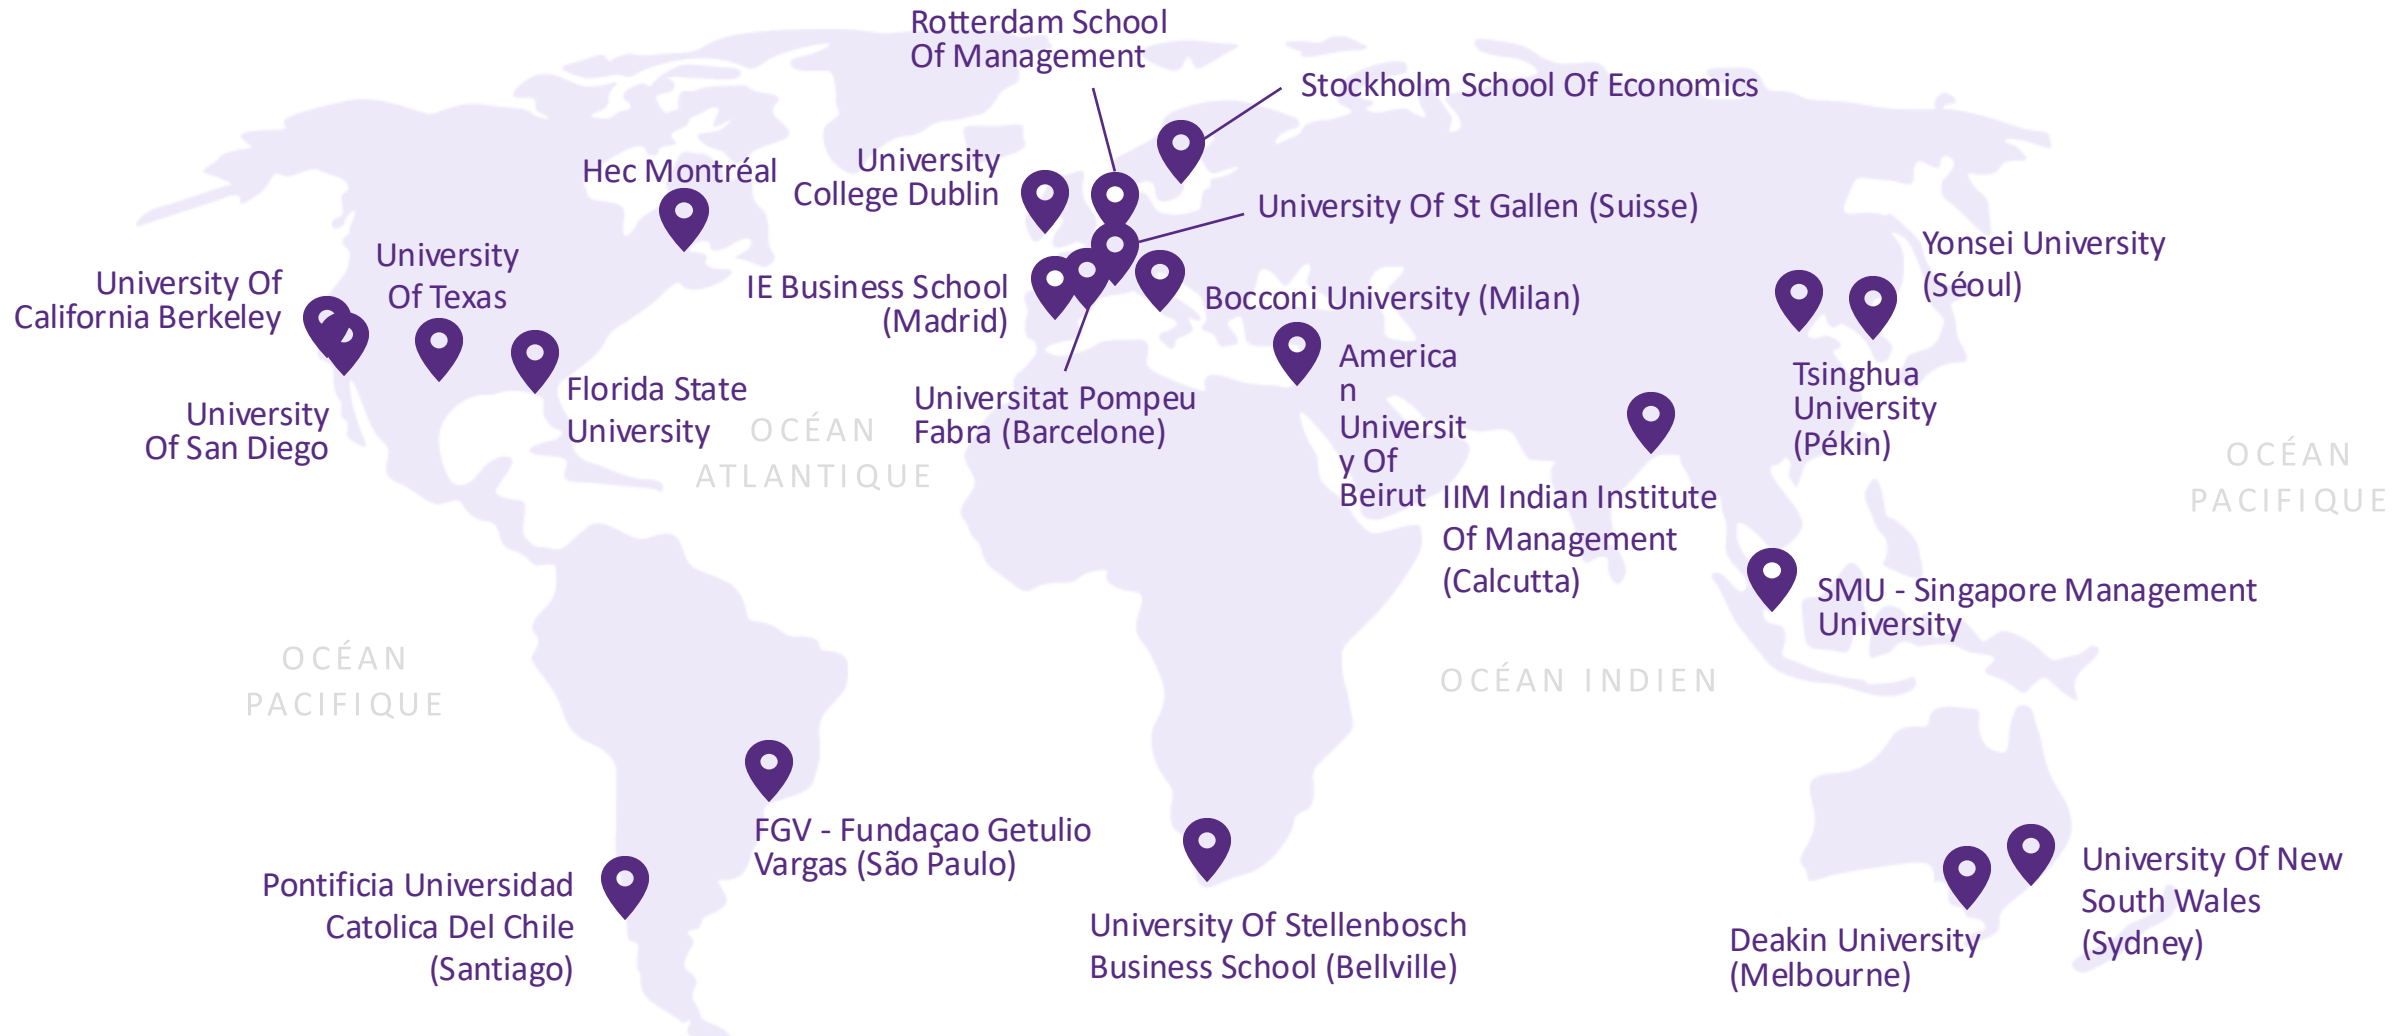 Rotterdam School
Of Management
Stockholm School Of Economics
Hec Montréal
University
College Dublin
University Of St Gallen (Suisse)
University
Of Texas
University Of
California Berkeley
IE Business School
(Madrid)
Bocconi University (Milan)
Yonsei University
(Séoul)
University
Of San Diego
Florida State
University
OCÉAN
ATLANTIQUE
Universitat Pompeu
Fabra (Barcelone)
America
n
Universit
y Of
Beirut
Tsinghua
University
(Pékin)
OCÉAN
PACIFIQUE
IIM Indian Institute
Of Management
(Calcutta)
SMU - Singapore Management
University
OCÉAN
PACIFIQUE
OCÉAN INDIEN
FGV - Fundaçao Getulio
Vargas (São Paulo)
Pontificia Universidad
Catolica Del Chile
(Santiago)
University Of Stellenbosch
Business School (Bellville)
Deakin University
(Melbourne)
University Of New
South Wales
(Sydney)